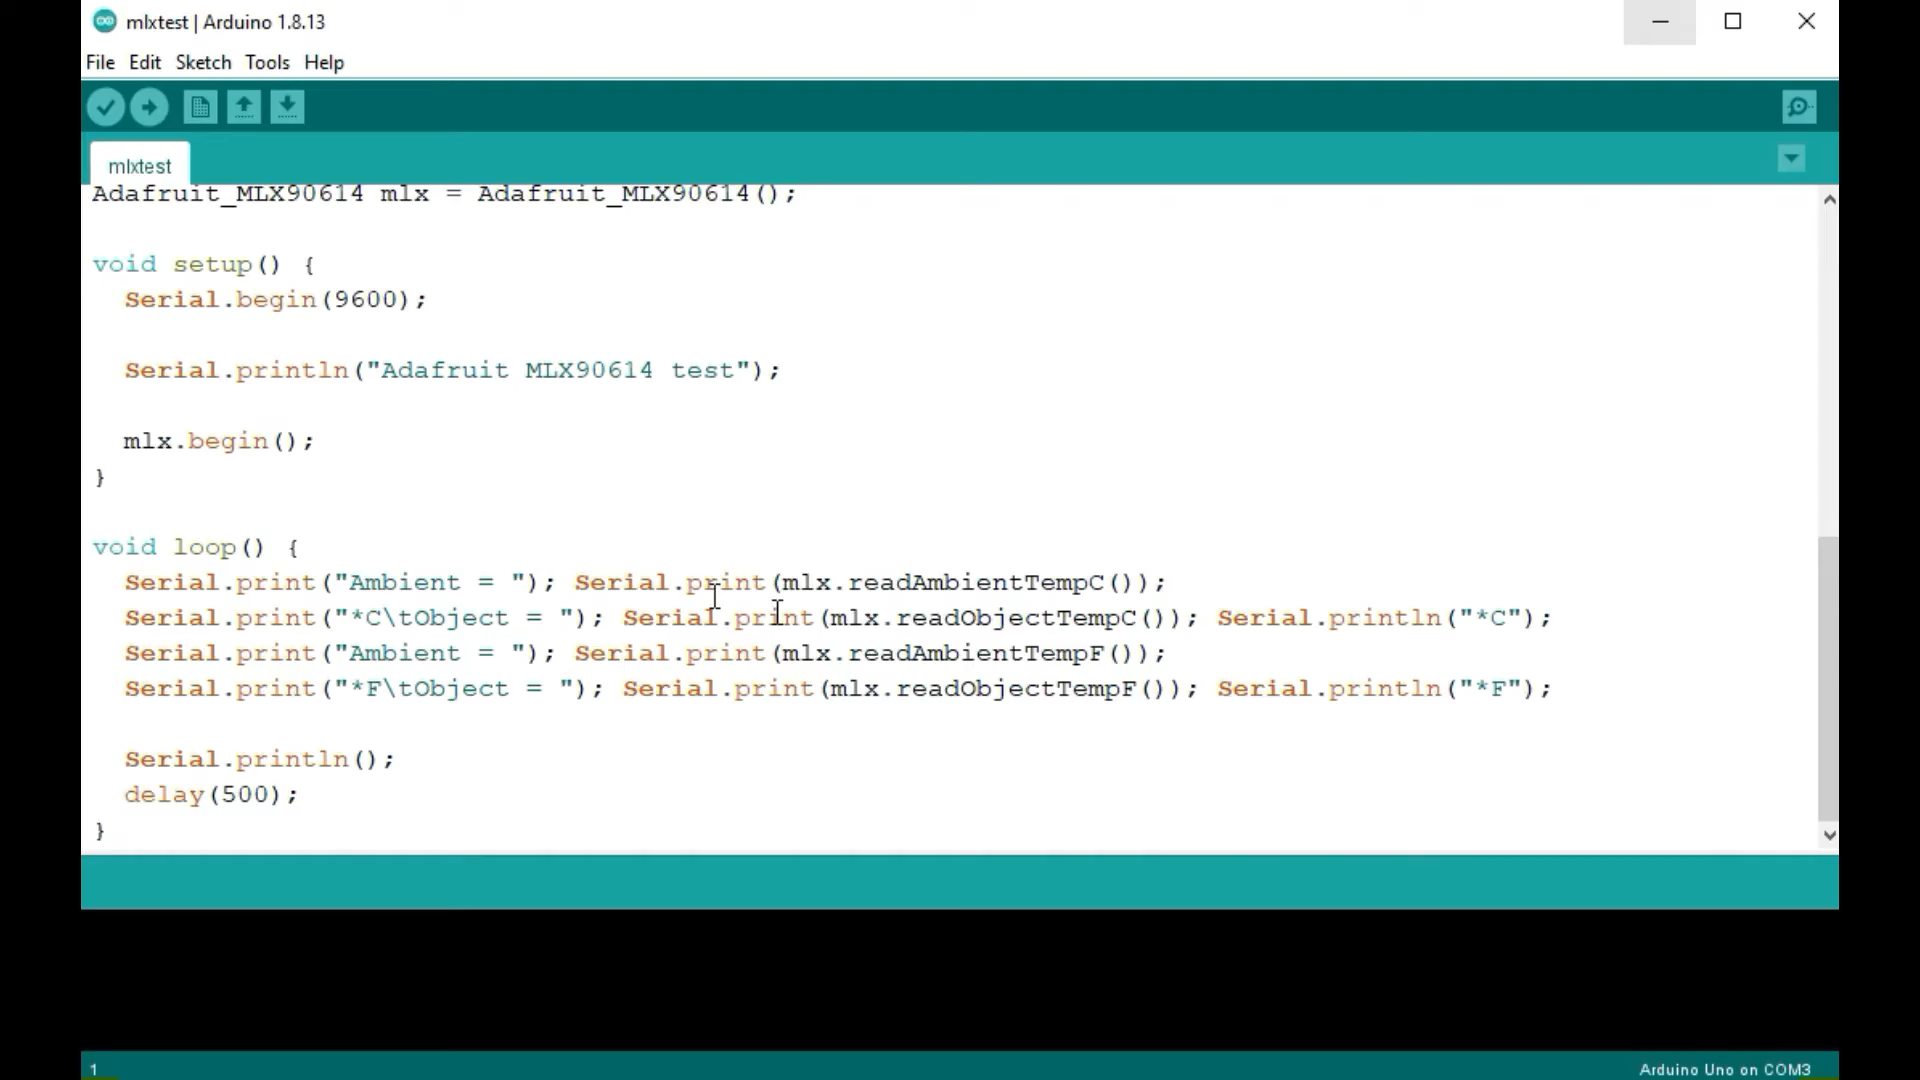 mlxtest | Arduino 1.8.13
File Edit Sketch Tools Help
mlxtest
Adafruit_MLX90614 mlx = Adafruit_MLX90614();
void setup() {
  Serial.begin(9600);
  Serial.println("Adafruit MLX90614 test");
  mlx.begin();
}
void loop() {
  Serial.print("Ambient = "); Serial.print(mlx.readAmbientTempC());
  Serial.print("*C\tObject = "); Serial.print(mlx.readObjectTempC()); Serial.println("*C");
  Serial.print("Ambient = "); Serial.print(mlx.readAmbientTempF());
  Serial.print("*F\tObject = "); Serial.print(mlx.readObjectTempF()); Serial.println("*F");
  Serial.println();
  delay(500);
}
1 Arduino Uno on COM3